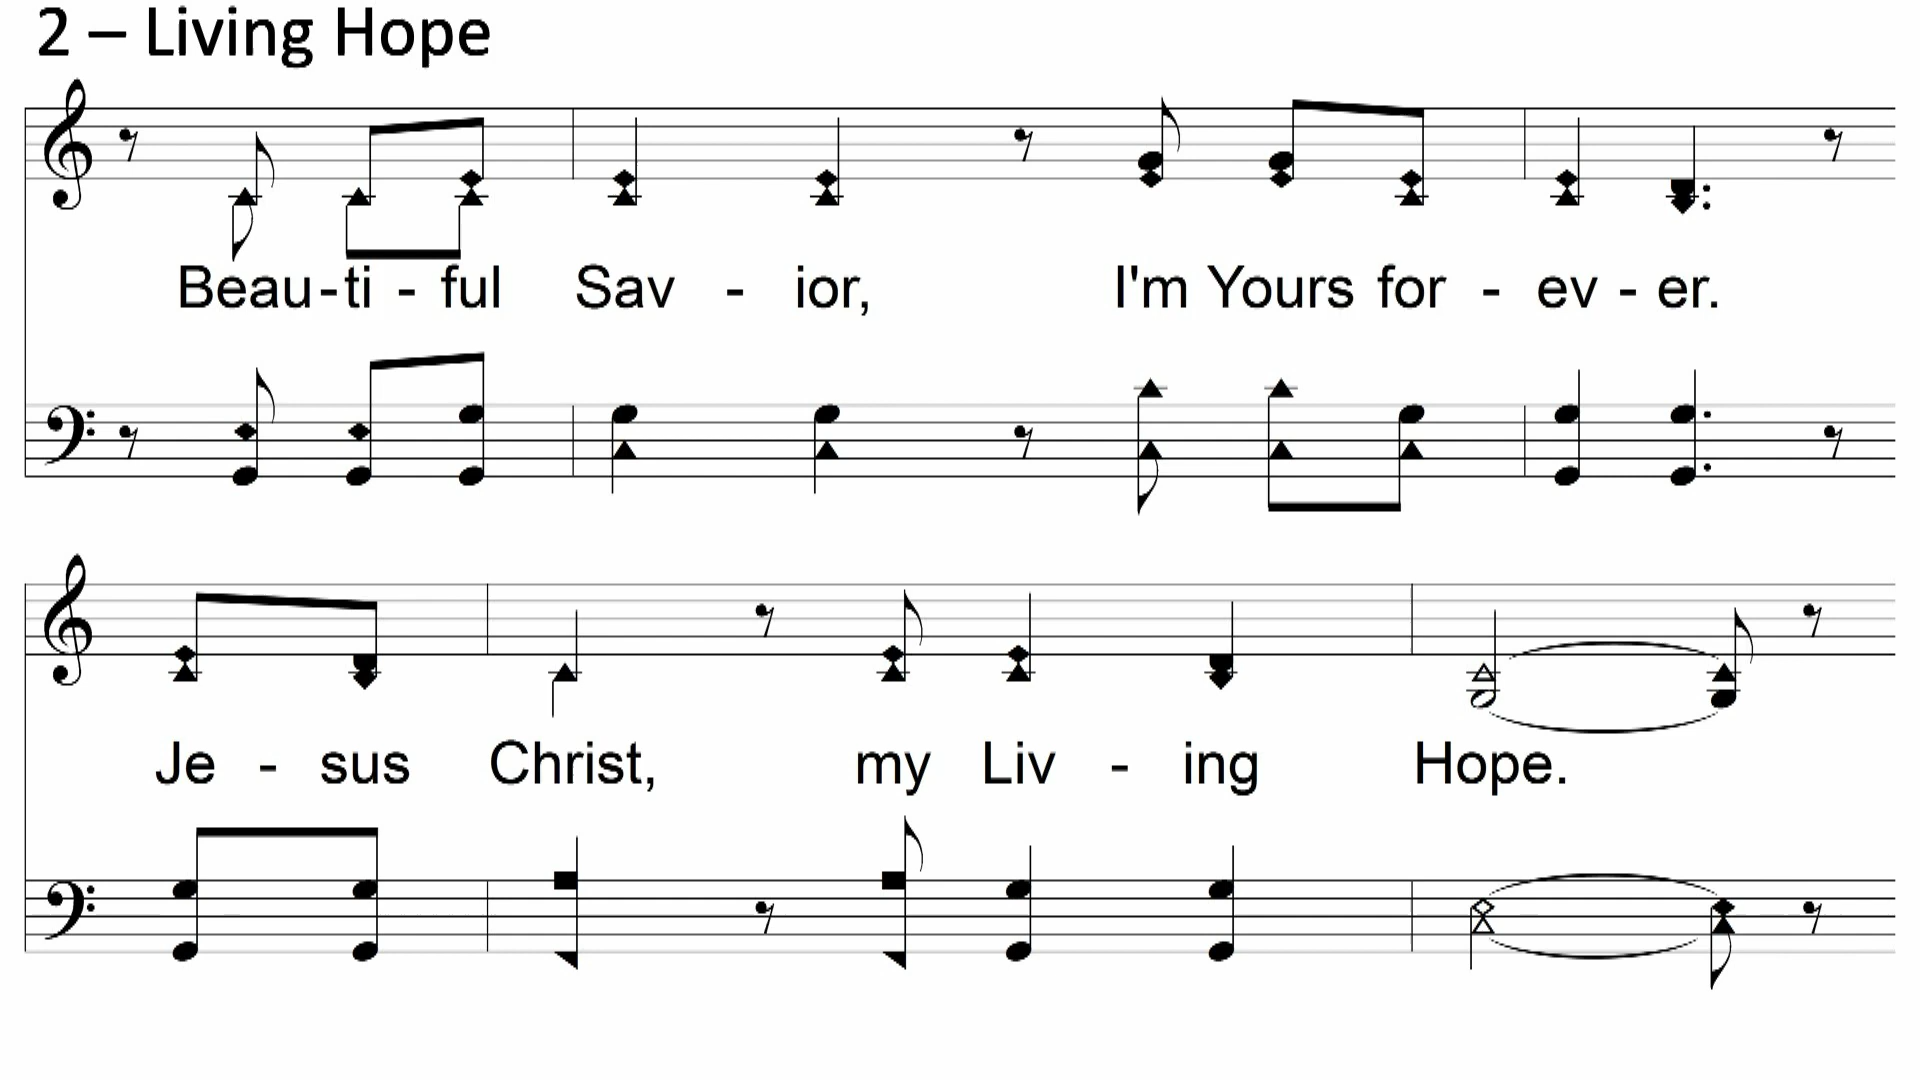 2 – Living Hope
Beau-ti - ful Sav - ior, I'm Yours for - ev - er.
Je - sus Christ, my Liv - ing Hope.